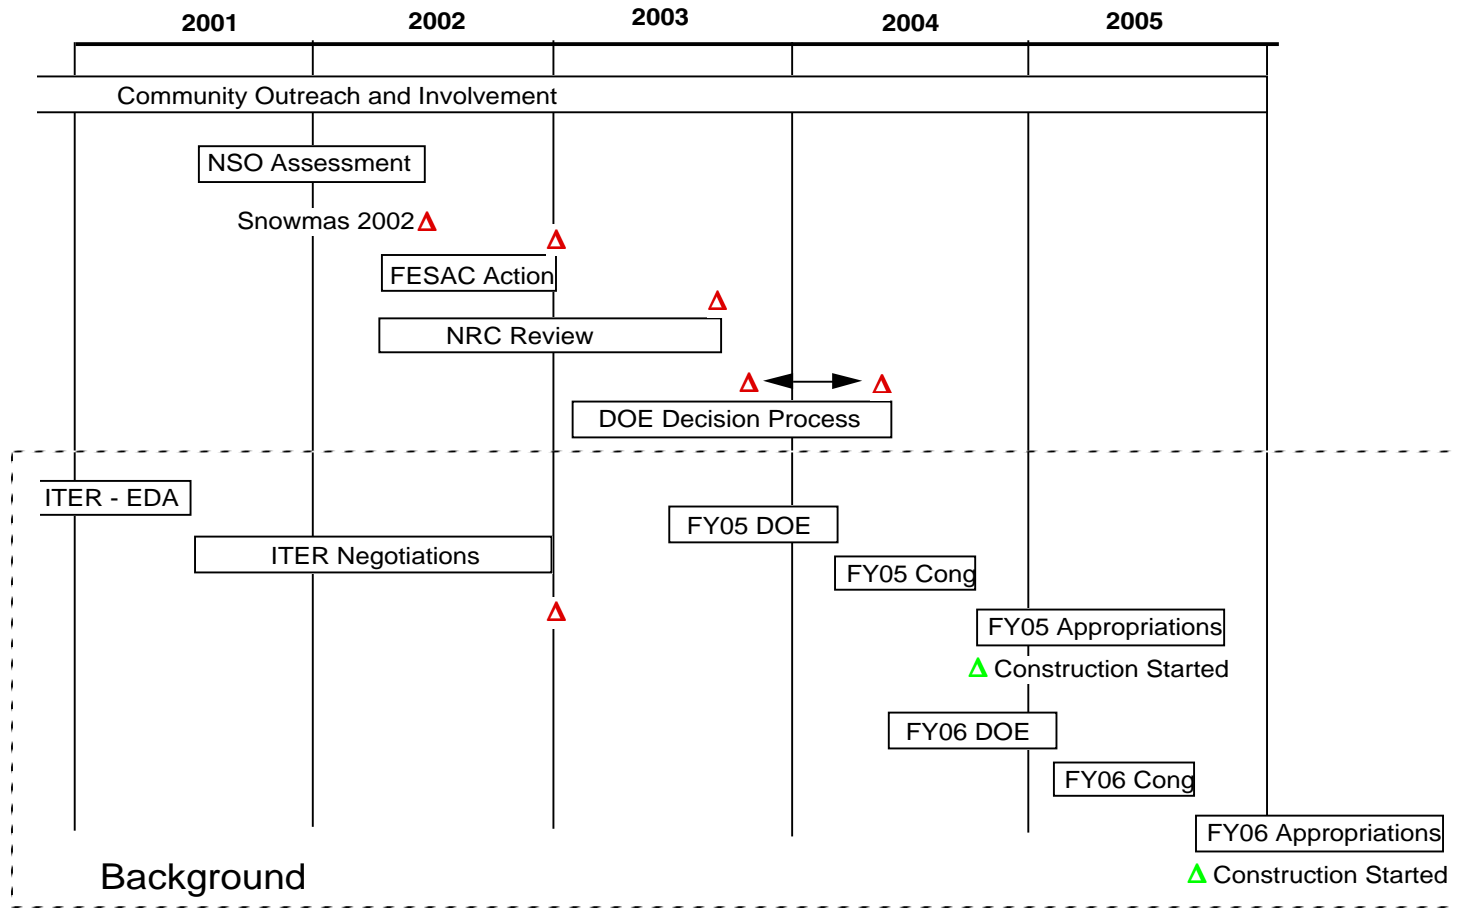 2001 2002 2003 2004 2005
Community Outreach and Involvement
NSO Assessment
Snowmas 2002
FESAC Action
NRC Review
DOE Decision Process
ITER - EDA
FY05 DOE
ITER Negotiations
FY05 Cong
FY05 Appropriations
Construction Started
FY06 DOE
FY06 Cong
FY06 Appropriations
Background
Construction Started